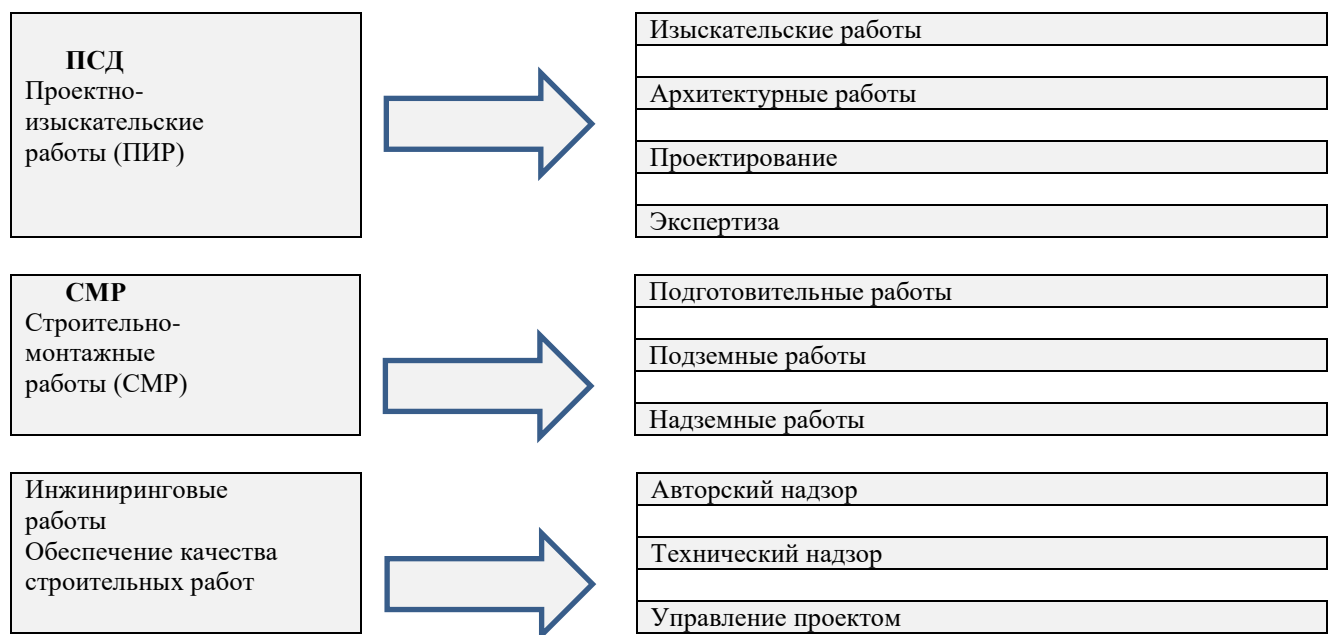 ПСД
Проектно-
изыскательские
работы (ПИР)
Изыскательские работы
Архитектурные работы
Проектирование
Экспертиза
СМР
Строительно-
монтажные
работы (СМР)
Подготовительные работы
Подземные работы
Надземные работы
Инжиниринговые
работы
Обеспечение качества
строительных работ
Авторский надзор
Технический надзор
Управление проектом